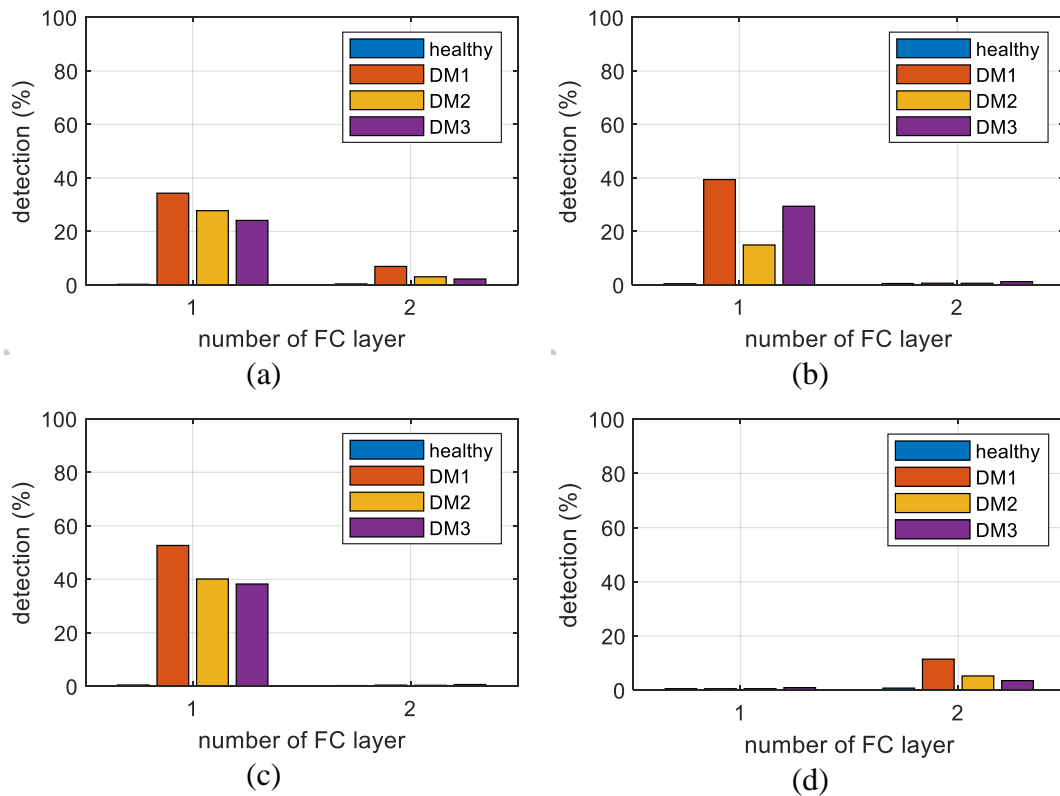 100
80
60
40
20
0
detection (%)
healthy
DM1
DM2
DM3
1
2
number of FC layer
(a)
100
80
60
40
20
0
detection (%)
healthy
DM1
DM2
DM3
1
2
number of FC layer
(b)
100
80
60
40
20
0
detection (%)
healthy
DM1
DM2
DM3
1
2
number of FC layer
(c)
100
80
60
40
20
0
detection (%)
healthy
DM1
DM2
DM3
1
2
number of FC layer
(d)